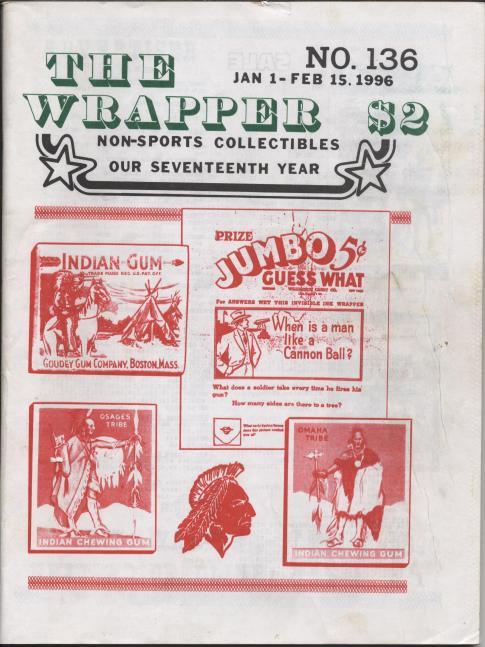 THE
WRAPPER $2
NO. 136
JAN 1 - FEB 15. 1996
NON-SPORTS COLLECTIBLES
OUR SEVENTEENTH YEAR
INDIAN GUM
TRADE MARK REG. U.S. PAT. OFF.
GOUDEY GUM COMPANY, BOSTON, MASS.
PRIZE
JUMBO 5¢
GUESS WHAT
For ANSWERS WET THIS INVISIBLE INK WRAPPER
When is a man
like a
Cannon Ball?
What does a soldier take every time he fires his
gun?
How many sides are there to a tree?
OSAGES
TRIBE
INDIAN CHEWING GUM
OMAHA
TRIBE
INDIAN CHEWING GUM